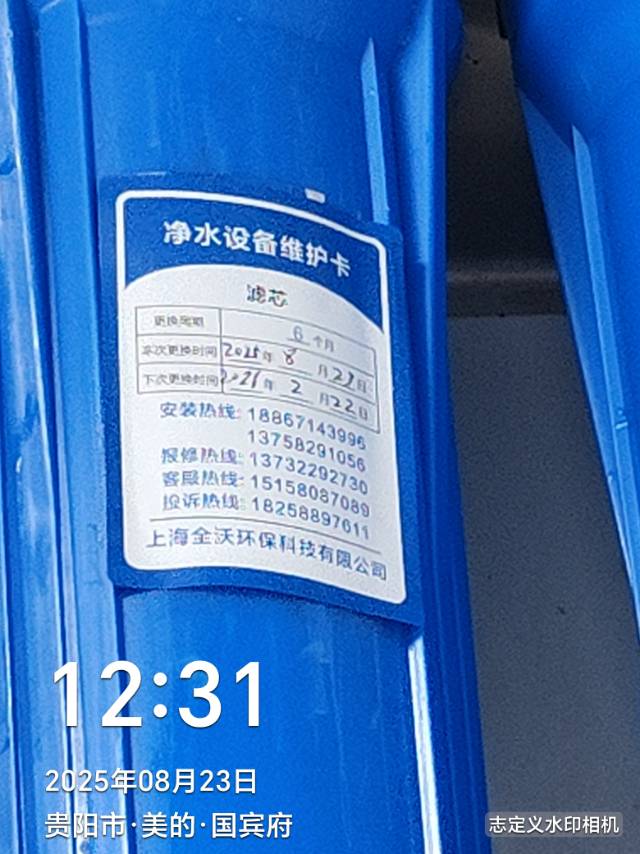 净水设备维护卡
滤芯
更换周期 6 个月
本次更换时间 2025年 8 月 23日
下次更换时间 2026年 2 月 22日
安装热线: 18867143996
13758291056
报修热线: 13732292730
客服热线: 15158087089
投诉热线: 18258897611
上海全沃环保科技有限公司
12:31
2025年08月23日
贵阳市·美的·国宾府
志定义水印相机